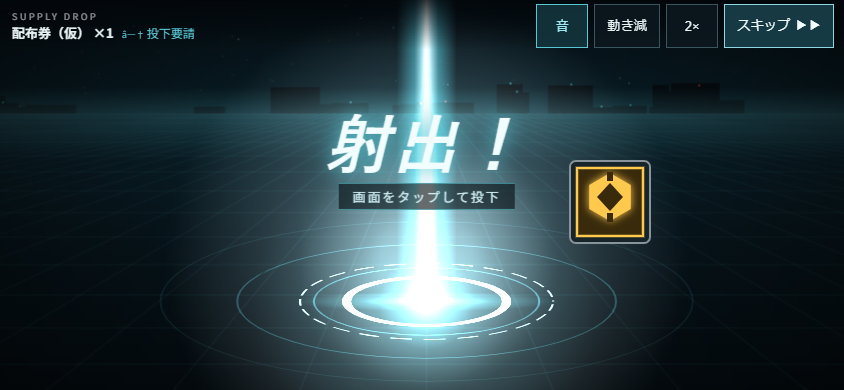 SUPPLY DROP
配布券（仮） ×1 â—† 投下要請
音
動き減
2×
スキップ ▶▶
射出！
画面をタップして投下